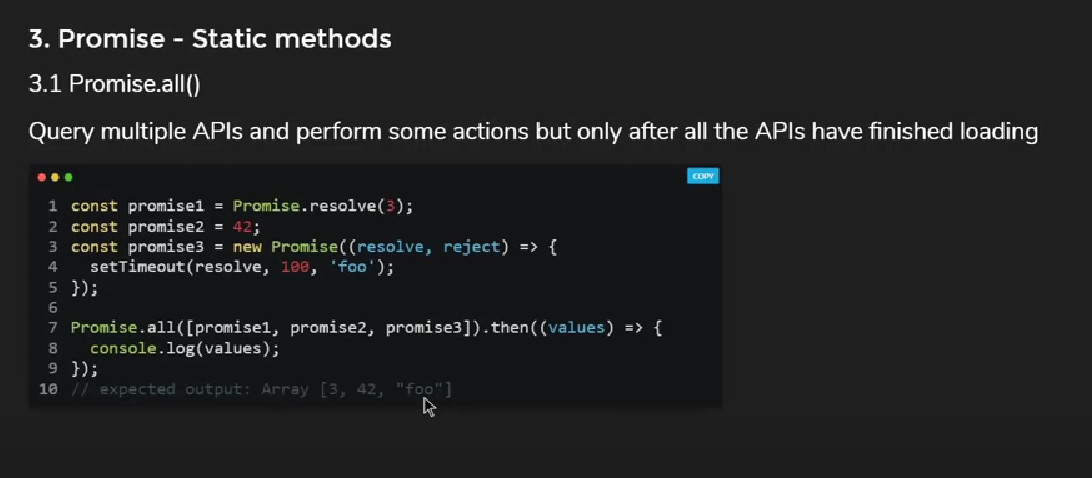 3. Promise - Static methods
3.1 Promise.all()
Query multiple APIs and perform some actions but only after all the APIs have finished loading
COPY
1 const promise1 = Promise.resolve(3);
2 const promise2 = 42;
3 const promise3 = new Promise((resolve, reject) => {
4   setTimeout(resolve, 100, 'foo');
5 });
6
7 Promise.all([promise1, promise2, promise3]).then((values) => {
8   console.log(values);
9 });
10 // expected output: Array [3, 42, "foo"]